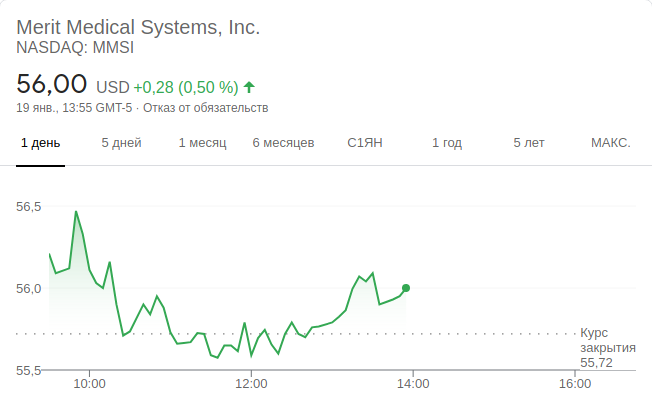 Merit Medical Systems, Inc.
NASDAQ: MMSI
56,00 USD +0,28 (0,50 %)
19 янв., 13:55 GMT-5 · Отказ от обязательств
1 день 5 дней 1 месяц 6 месяцев С1ЯН 1 год 5 лет МАКС.
56,5
56.0
Курс
закрытия
55,72
55,5
10:00 12:00 14:00 16:00